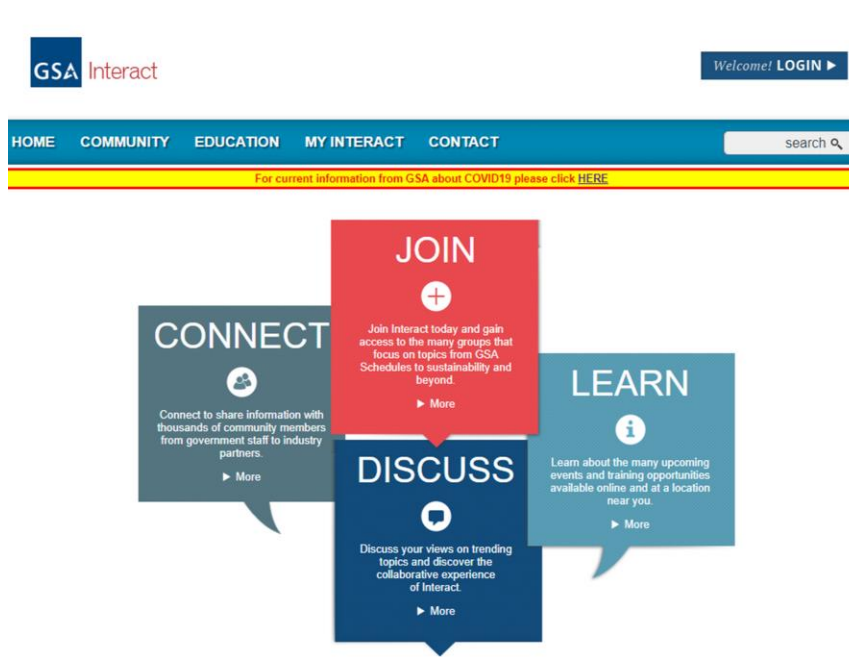 GSA Interact
Welcome! LOGIN
HOME COMMUNITY EDUCATION MY INTERACT CONTACT
search
For current information from GSA about COVID19 please click HERE
JOIN
Join Interact today and gain
access to the many groups that
focus on topics from GSA
Schedules to sustainability and
beyond.
More
CONNECT
Connect to share information with
thousands of community members
from government staff to industry
partners.
More
LEARN
Learn about the many upcoming
events and training opportunities
available online and at a location
near you.
More
DISCUSS
Discuss your views on trending
topics and discover the
collaborative experience
of Interact.
More